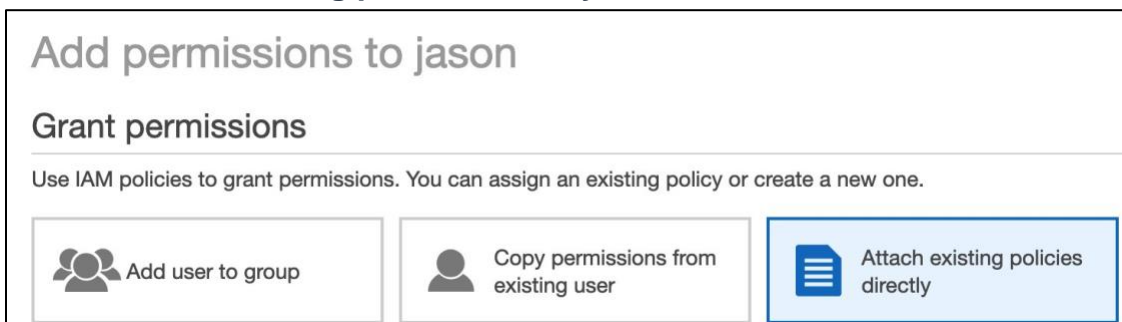 Add permissions to jason
Grant permissions
Use IAM policies to grant permissions. You can assign an existing policy or create a new one.
Add user to group
Copy permissions from
existing user
Attach existing policies
directly